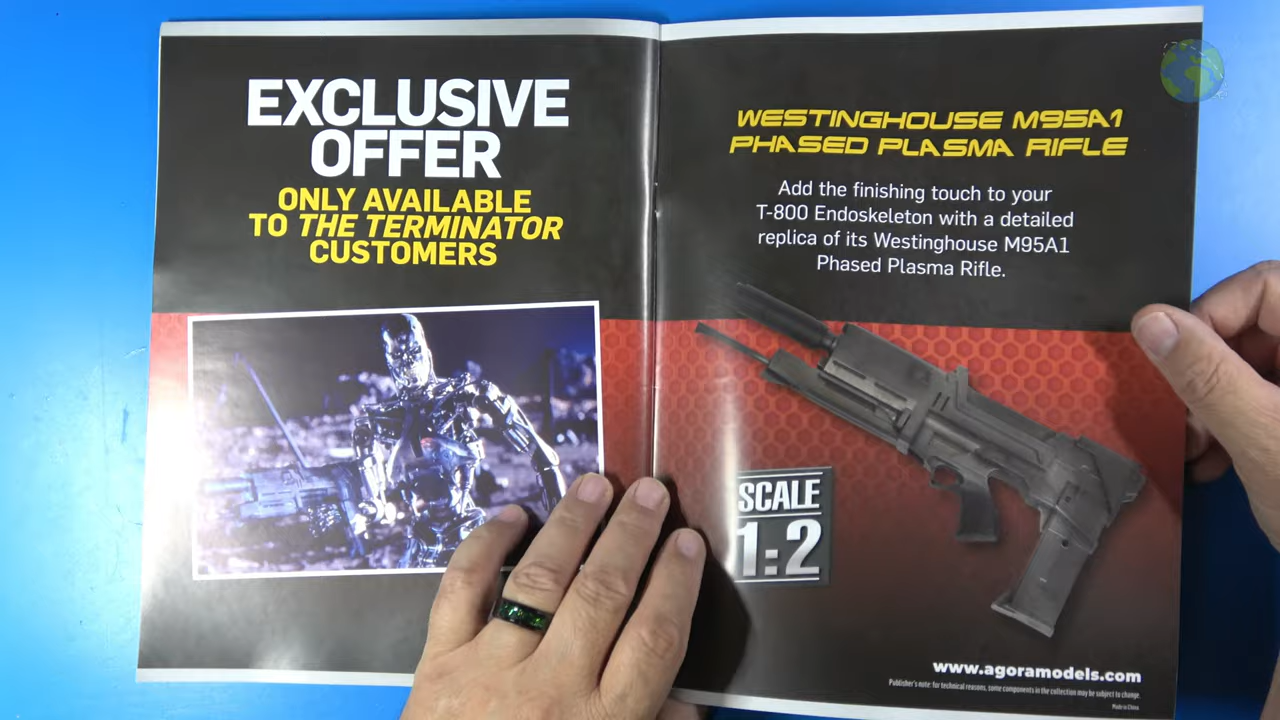 EXCLUSIVE
OFFER
ONLY AVAILABLE
TO THE TERMINATOR
CUSTOMERS
WESTINGHOUSE M95A1
PHASED PLASMA RIFLE
Add the finishing touch to your
T-800 Endoskeleton with a detailed
replica of its Westinghouse M95A1
Phased Plasma Rifle.
SCALE
1:2
www.agoramodels.com
Publisher's note: for technical reasons, some components in the collection may be subject to change.
Made in China